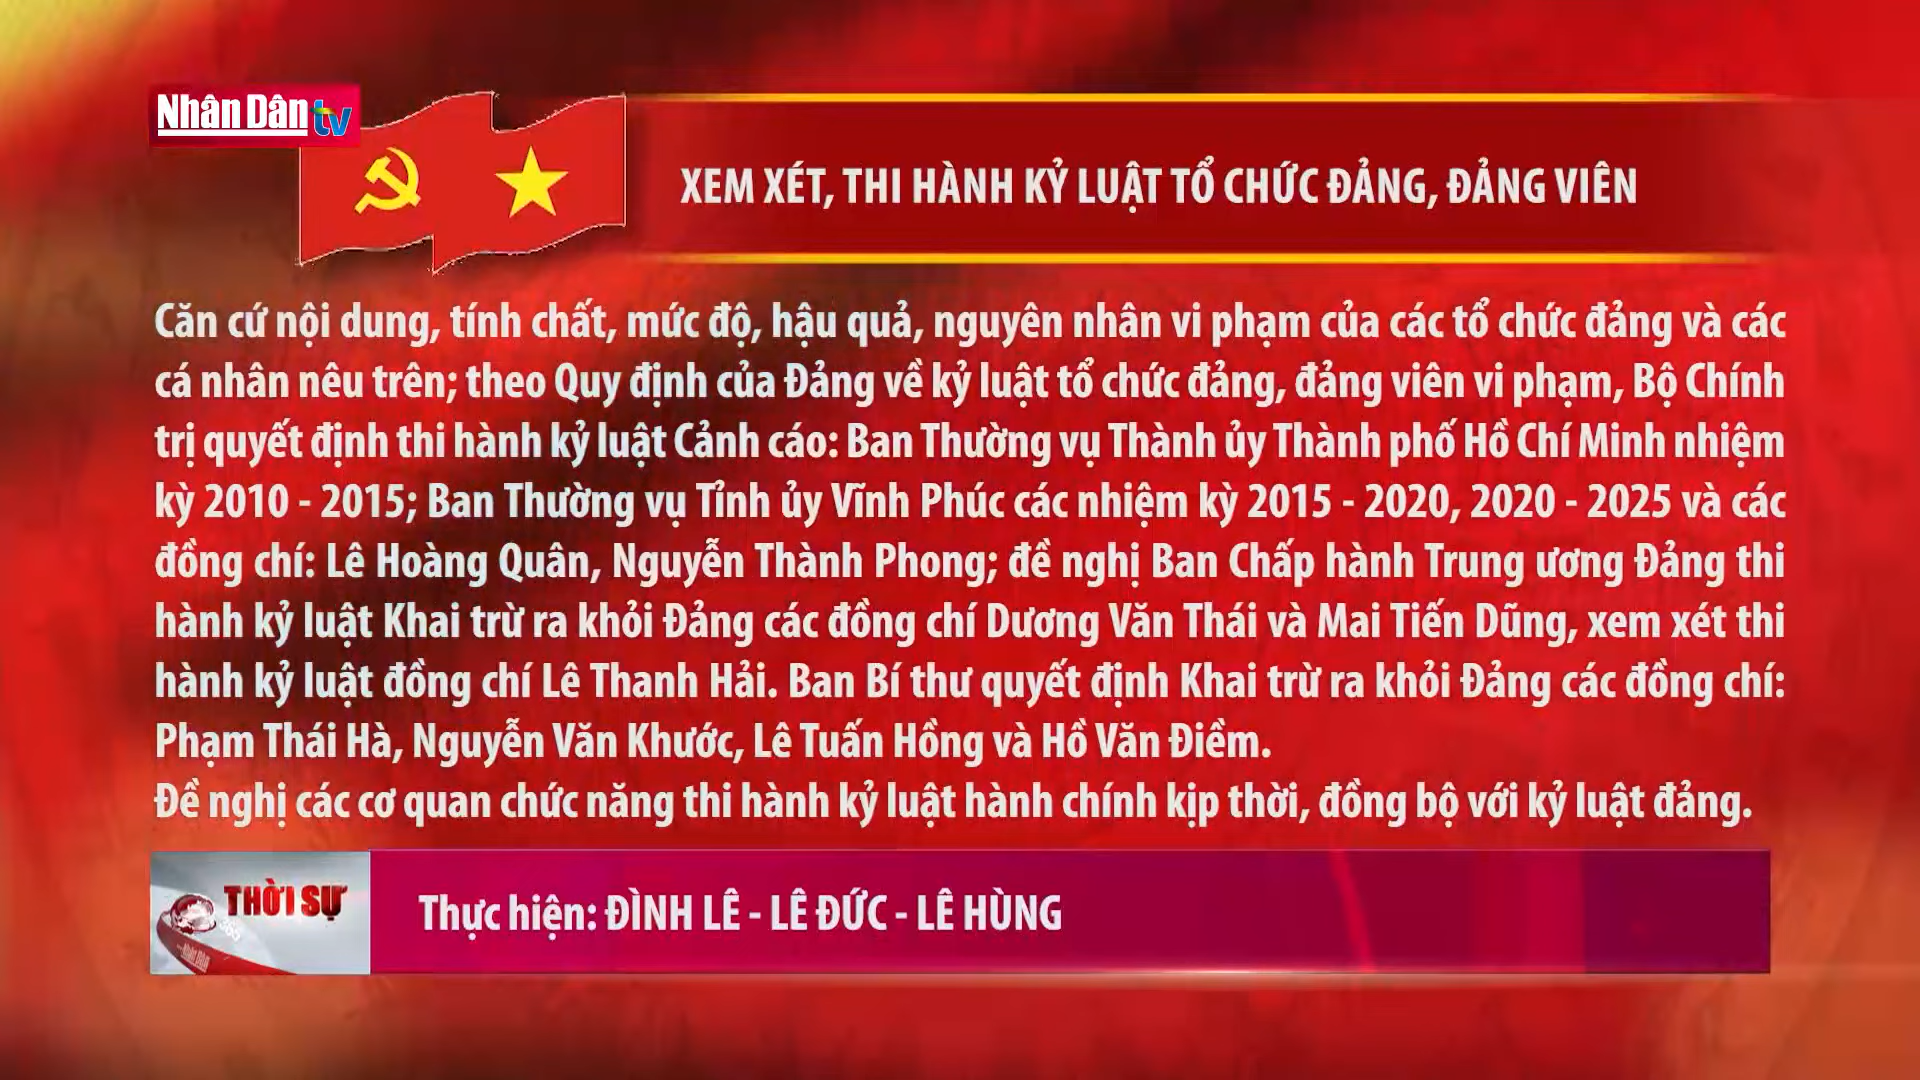 Nhân Dân tv
XEM XÉT, THI HÀNH KỶ LUẬT TỔ CHỨC ĐẢNG, ĐẢNG VIÊN
Căn cứ nội dung, tính chất, mức độ, hậu quả, nguyên nhân vi phạm của các tổ chức đảng và các
cá nhân nêu trên; theo Quy định của Đảng về kỷ luật tổ chức đảng, đảng viên vi phạm, Bộ Chính
trị quyết định thi hành kỷ luật Cảnh cáo: Ban Thường vụ Thành ủy Thành phố Hồ Chí Minh nhiệm
kỳ 2010 - 2015; Ban Thường vụ Tỉnh ủy Vĩnh Phúc các nhiệm kỳ 2015 - 2020, 2020 - 2025 và các
đồng chí: Lê Hoàng Quân, Nguyễn Thành Phong; đề nghị Ban Chấp hành Trung ương Đảng thi
hành kỷ luật Khai trừ ra khỏi Đảng các đồng chí Dương Văn Thái và Mai Tiến Dũng, xem xét thi
hành kỷ luật đồng chí Lê Thanh Hải. Ban Bí thư quyết định Khai trừ ra khỏi Đảng các đồng chí:
Phạm Thái Hà, Nguyễn Văn Khước, Lê Tuấn Hồng và Hồ Văn Điềm.
Đề nghị các cơ quan chức năng thi hành kỷ luật hành chính kịp thời, đồng bộ với kỷ luật đảng.
THỜI SỰ
365
Nhân Dân
Thực hiện: ĐÌNH LÊ - LÊ ĐỨC - LÊ HÙNG